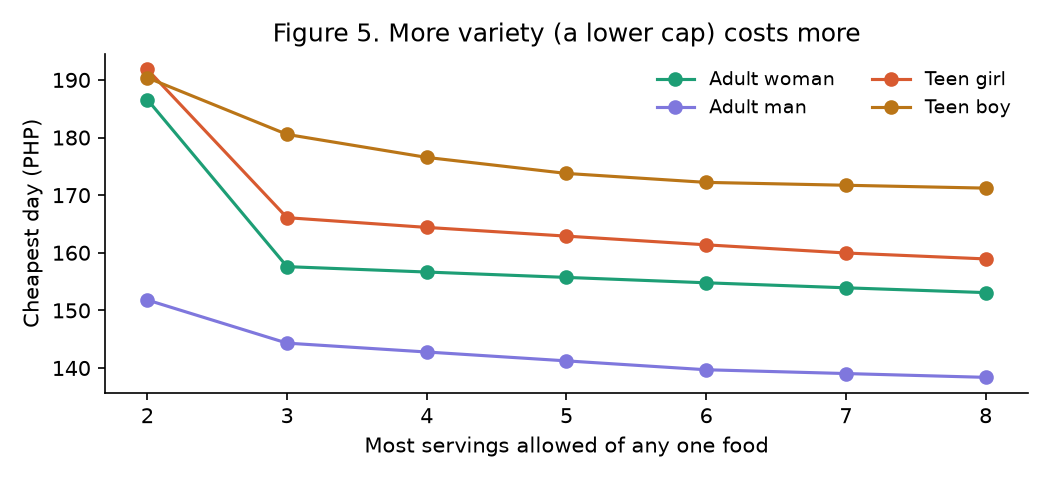 Figure 5. More variety (a lower cap) costs more
Adult woman
Adult man
Teen girl
Teen boy
Cheapest day (PHP)
190
180
170
160
150
140
2 3 4 5 6 7 8
Most servings allowed of any one food